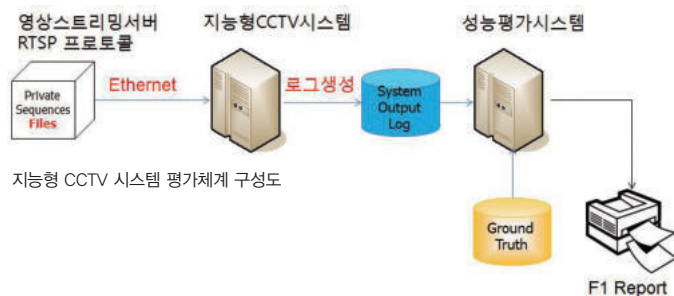 영상스트리밍서버
RTSP 프로토콜
지능형CCTV시스템
성능평가시스템
Private
Sequences
Files
Ethernet
로그생성
System
Output
Log
지능형 CCTV 시스템 평가체계 구성도
Ground
Truth
F1 Report